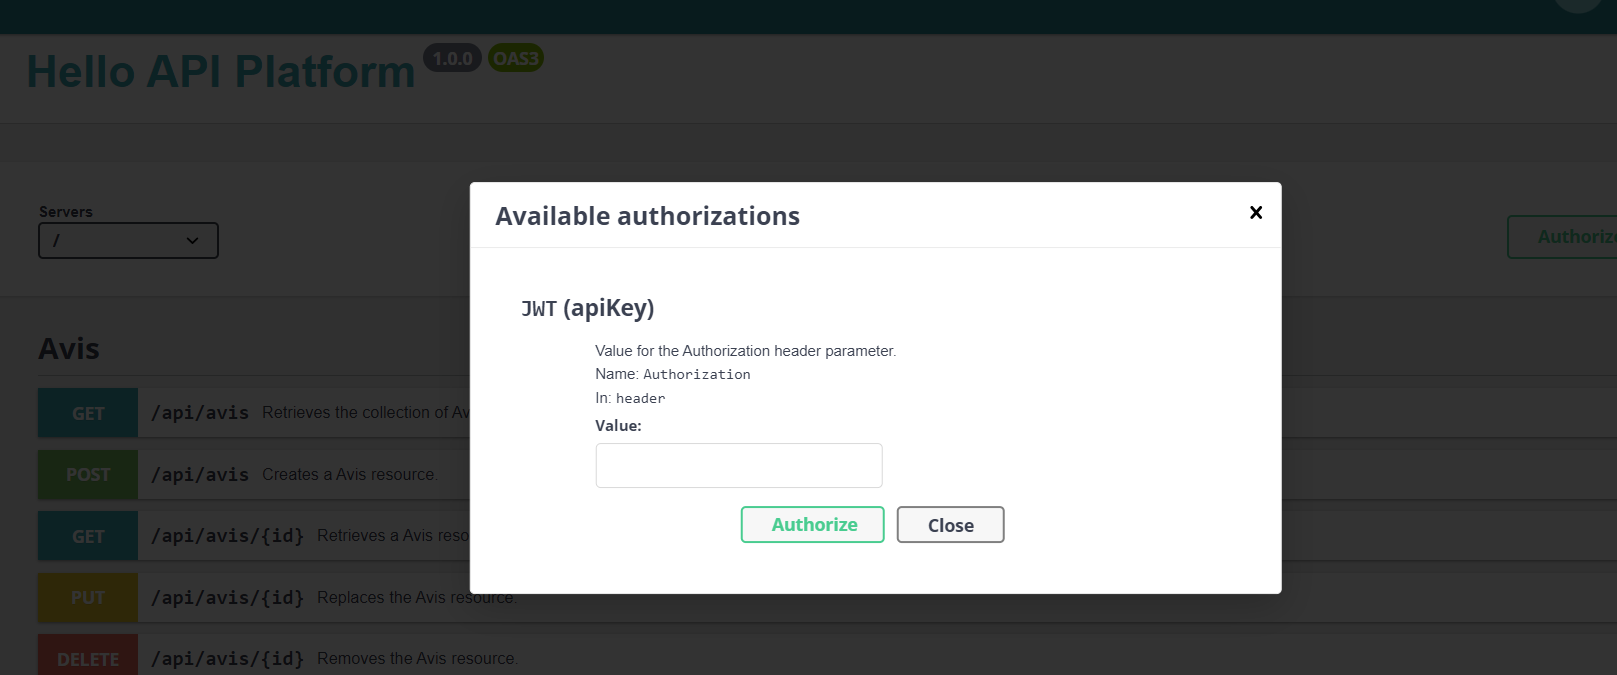 Hello API Platform 1.0.0 OAS3
Servers
/
Authorize
Available authorizations
JWT (apiKey)
Value for the Authorization header parameter.
Name: Authorization
In: header
Value:
Authorize Close
Avis
GET /api/avis Retrieves the collection of Av
POST /api/avis Creates a Avis resource.
GET /api/avis/{id} Retrieves a Avis reso
PUT /api/avis/{id} Replaces the Avis resource.
DELETE /api/avis/{id} Removes the Avis resource.